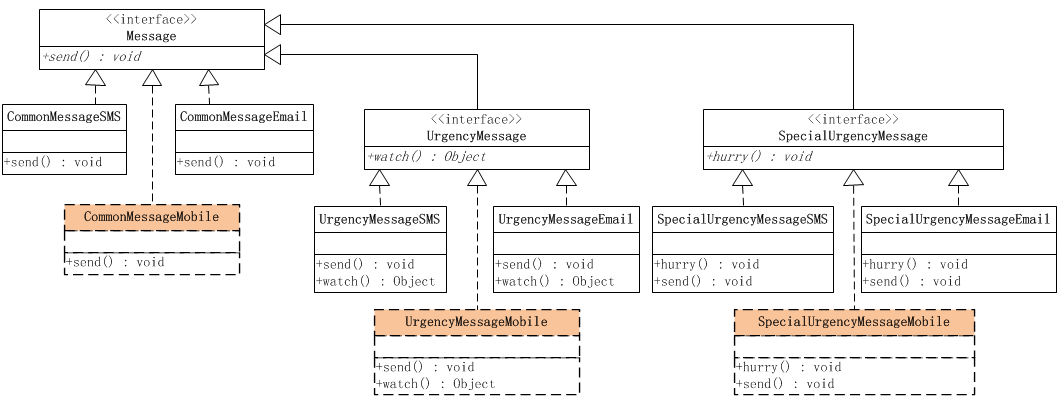 <<interface>>
Message
+send() : void
CommonMessageSMS
+send() : void
CommonMessageEmail
+send() : void
CommonMessageMobile
+send() : void
<<interface>>
UrgencyMessage
+watch() : Object
UrgencyMessageSMS
+send() : void
+watch() : Object
UrgencyMessageEmail
+send() : void
+watch() : Object
UrgencyMessageMobile
+send() : void
+watch() : Object
<<interface>>
SpecialUrgencyMessage
+hurry() : void
SpecialUrgencyMessageSMS
+hurry() : void
+send() : void
SpecialUrgencyMessageEmail
+hurry() : void
+send() : void
SpecialUrgencyMessageMobile
+hurry() : void
+send() : void